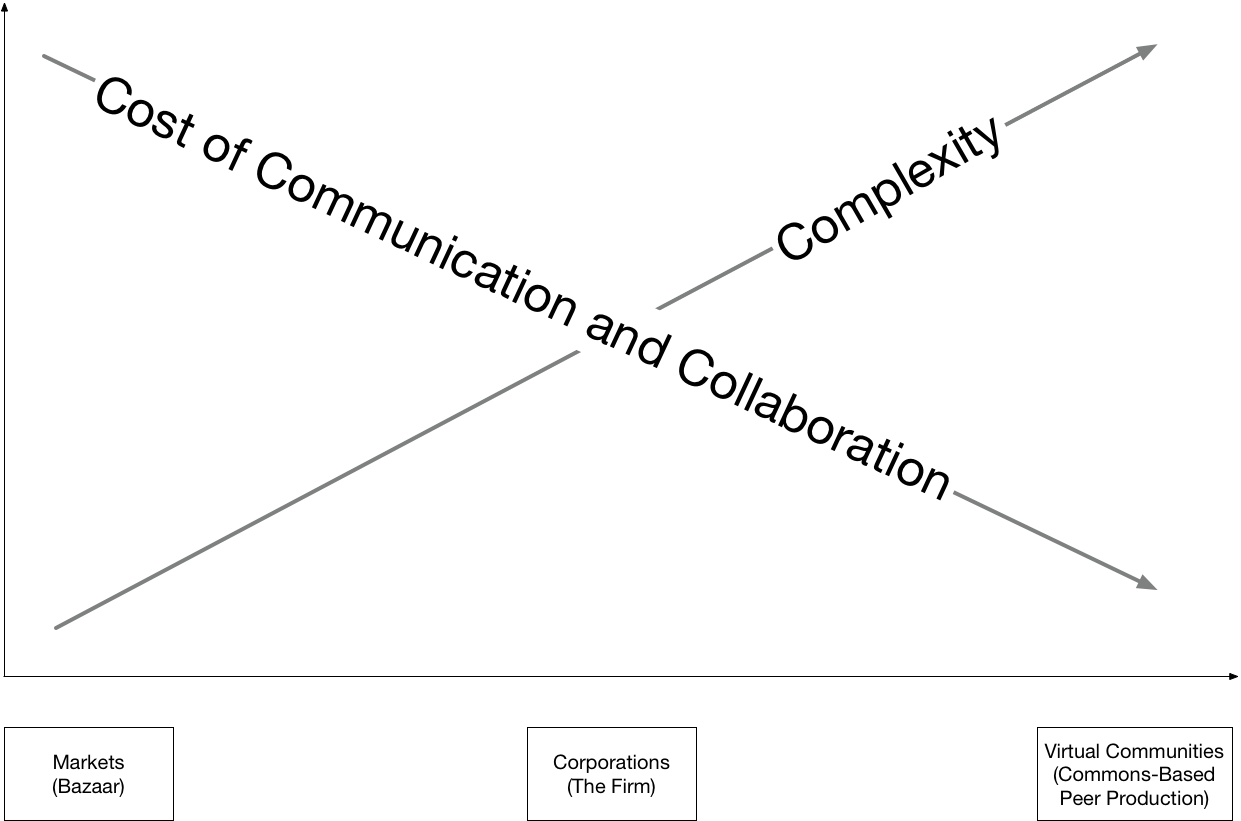 Cost of Communication and Collaboration
Complexity
Markets
(Bazaar)
Corporations
(The Firm)
Virtual Communities
(Commons-Based
Peer Production)